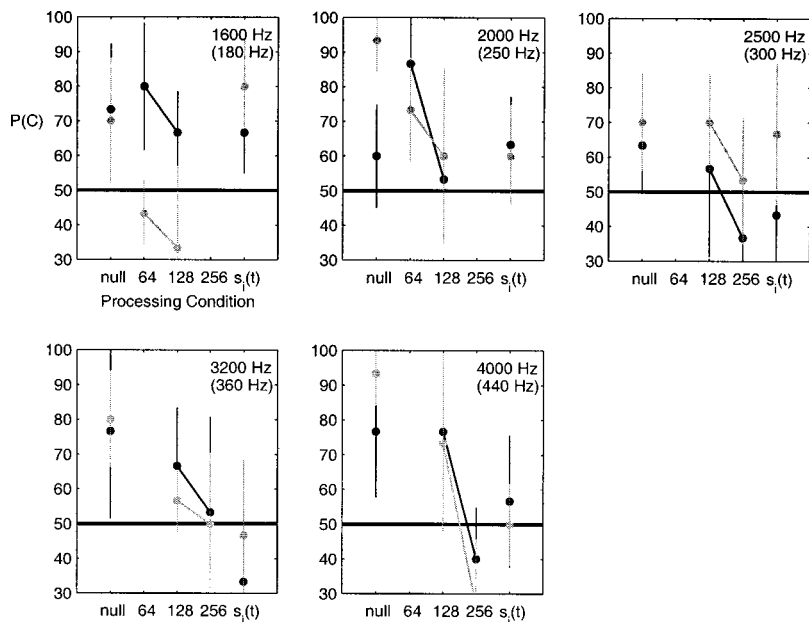 100
90
80
70
60
50
40
30
P(C)
1600 Hz
(180 Hz)
null 64 128 256 s_i(t)
Processing Condition
100
90
80
70
60
50
40
30
2000 Hz
(250 Hz)
null 64 128 256 s_i(t)
100
90
80
70
60
50
40
30
2500 Hz
(300 Hz)
null 64 128 256 s_i(t)
100
90
80
70
60
50
40
30
3200 Hz
(360 Hz)
null 64 128 256 s_i(t)
100
90
80
70
60
50
40
30
4000 Hz
(440 Hz)
null 64 128 256 s_i(t)